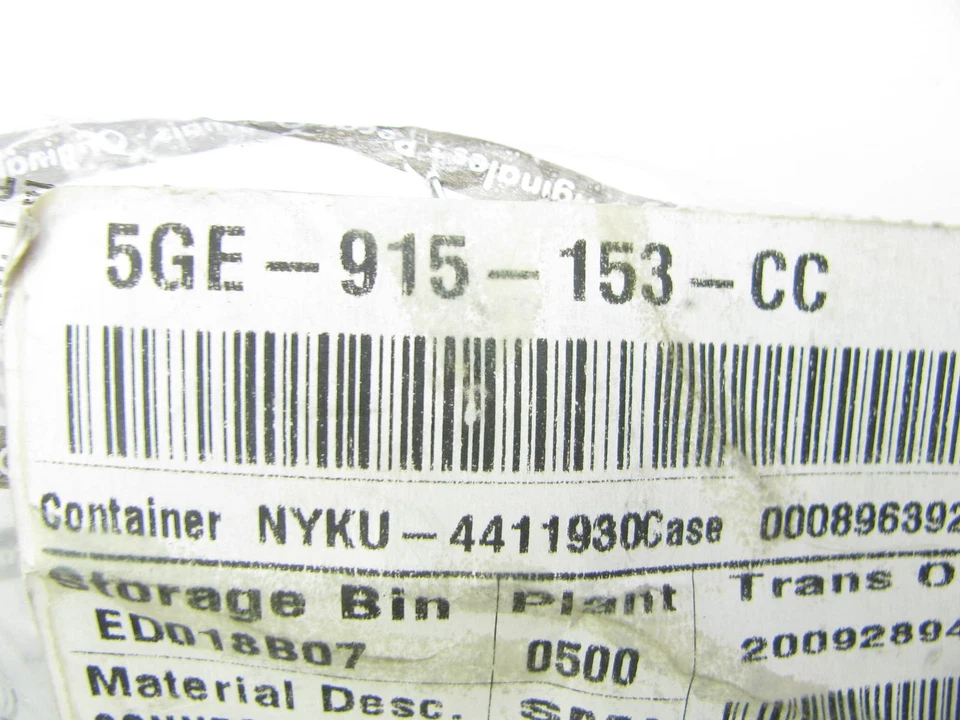 5GE-915-153-CC
Container NYKU-4411930Case 000896392
Storage Bin Plant Trans O
ED018B07 0500 20092894
Material Desc.